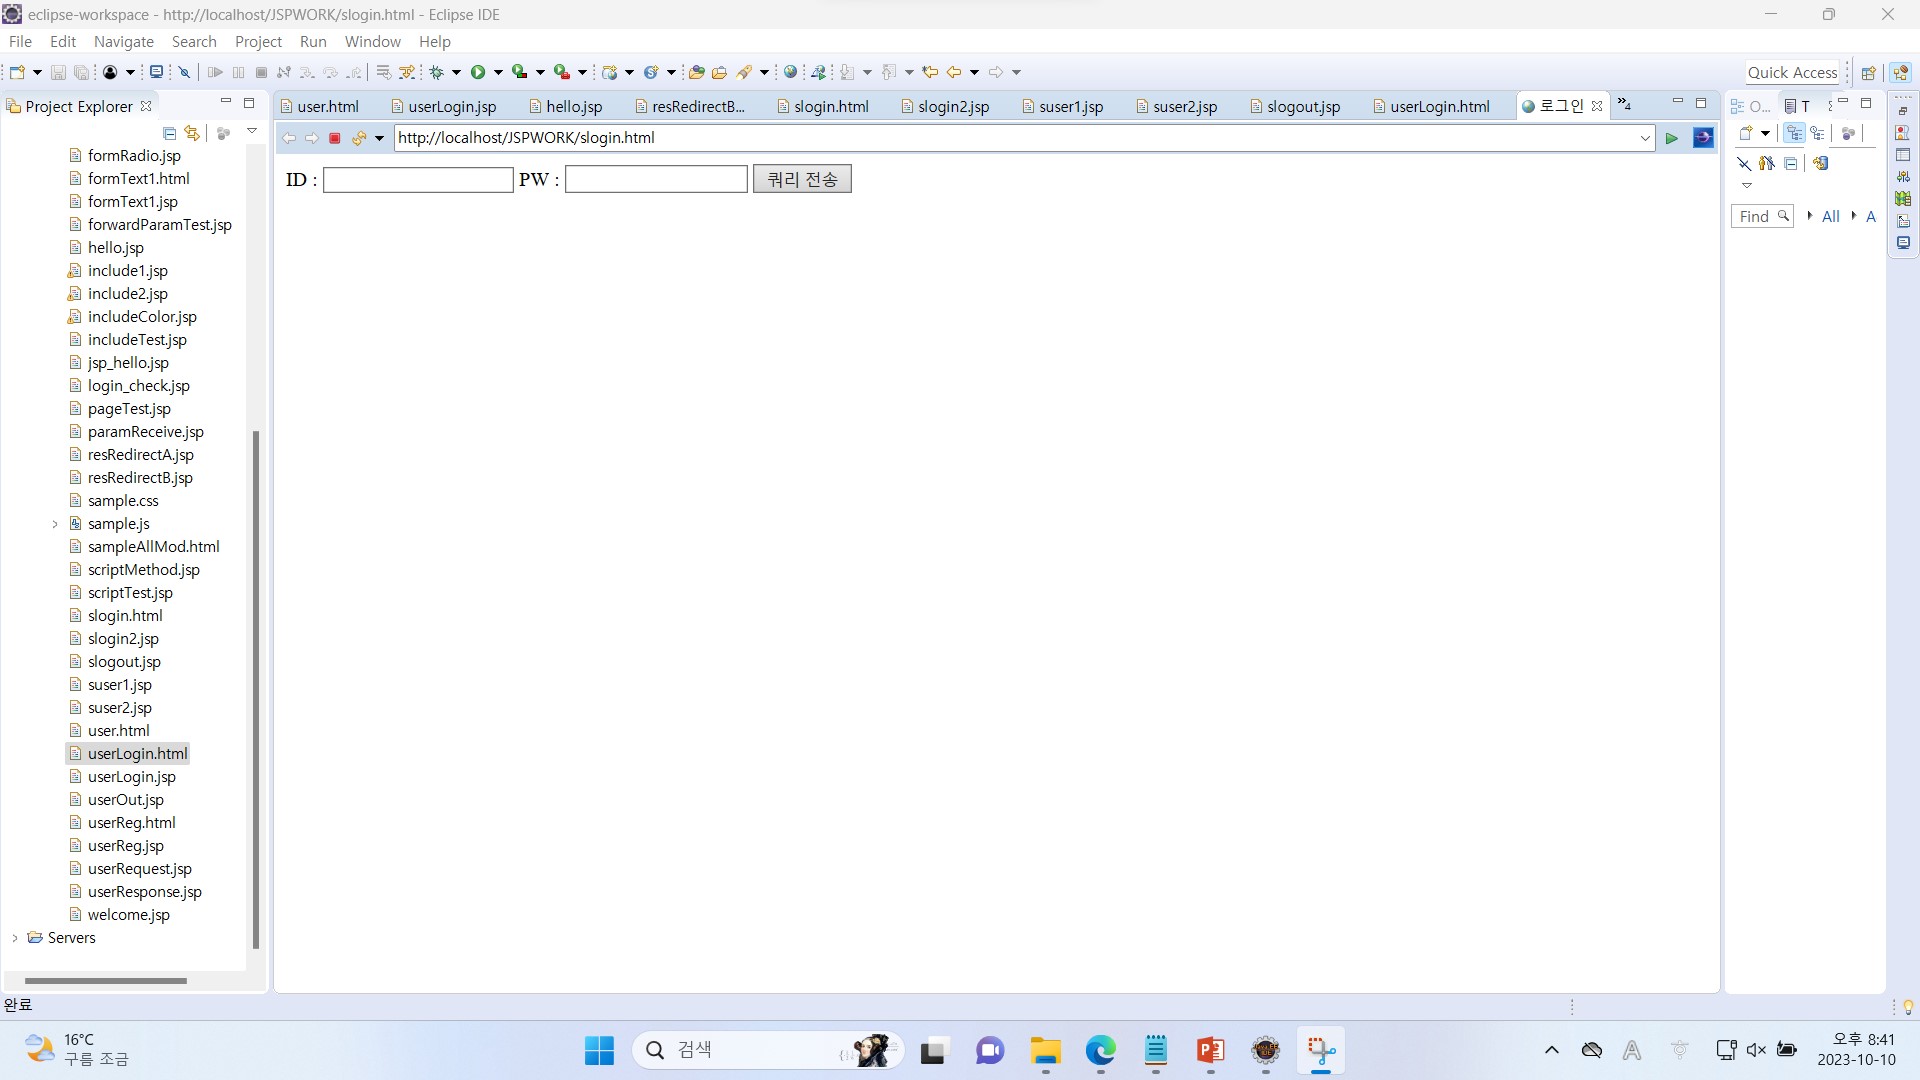 eclipse-workspace - http://localhost/JSPWORK/slogin.html - Eclipse IDE
File Edit Navigate Search Project Run Window Help
Quick Access
Project Explorer
user.html userLogin.jsp hello.jsp resRedirectB... slogin.html slogin2.jsp suser1.jsp suser2.jsp slogout.jsp userLogin.html 로그인 »4
O... T
http://localhost/JSPWORK/slogin.html
ID : PW : 쿼리 전송
Find All A
formRadio.jsp
formText1.html
formText1.jsp
forwardParamTest.jsp
hello.jsp
include1.jsp
include2.jsp
includeColor.jsp
includeTest.jsp
jsp_hello.jsp
login_check.jsp
pageTest.jsp
paramReceive.jsp
resRedirectA.jsp
resRedirectB.jsp
sample.css
sample.js
sampleAllMod.html
scriptMethod.jsp
scriptTest.jsp
slogin.html
slogin2.jsp
slogout.jsp
suser1.jsp
suser2.jsp
user.html
userLogin.html
userLogin.jsp
userOut.jsp
userReg.html
userReg.jsp
userRequest.jsp
userResponse.jsp
welcome.jsp
Servers
완료
16°C
구름 조금
검색
A
오후 8:41
2023-10-10